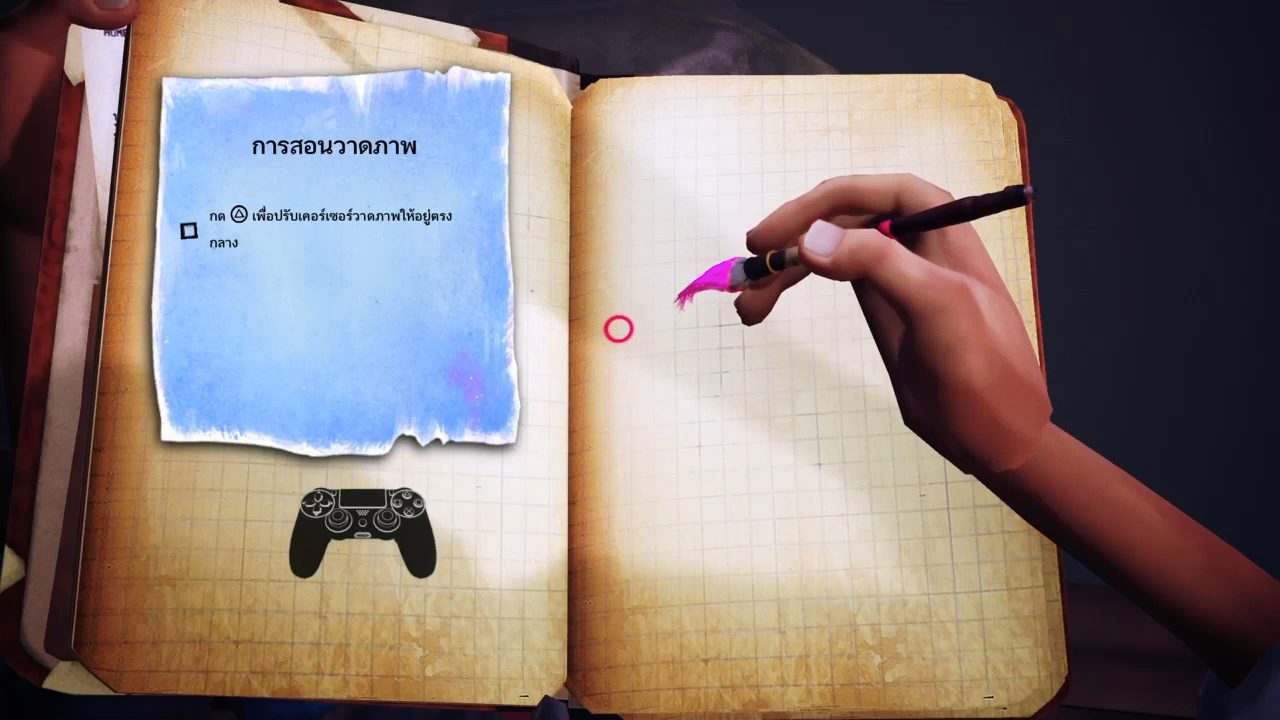 การสอนวาดภาพ
กด △ เพื่อปรับเคอร์เซอร์วาดภาพให้อยู่ตรง
กลาง